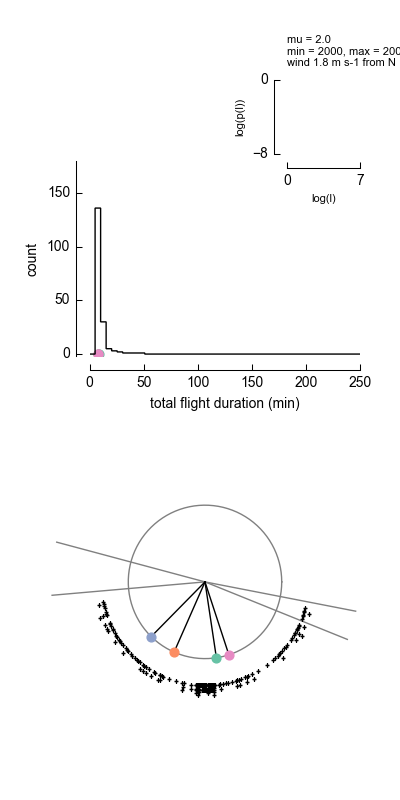 mu = 2.0
min = 2000, max = 200
wind 1.8 m s-1 from N
0
log(p(l))
−8
0
7
log(l)
150
100
50
0
count
0
50
100
150
200
250
total flight duration (min)